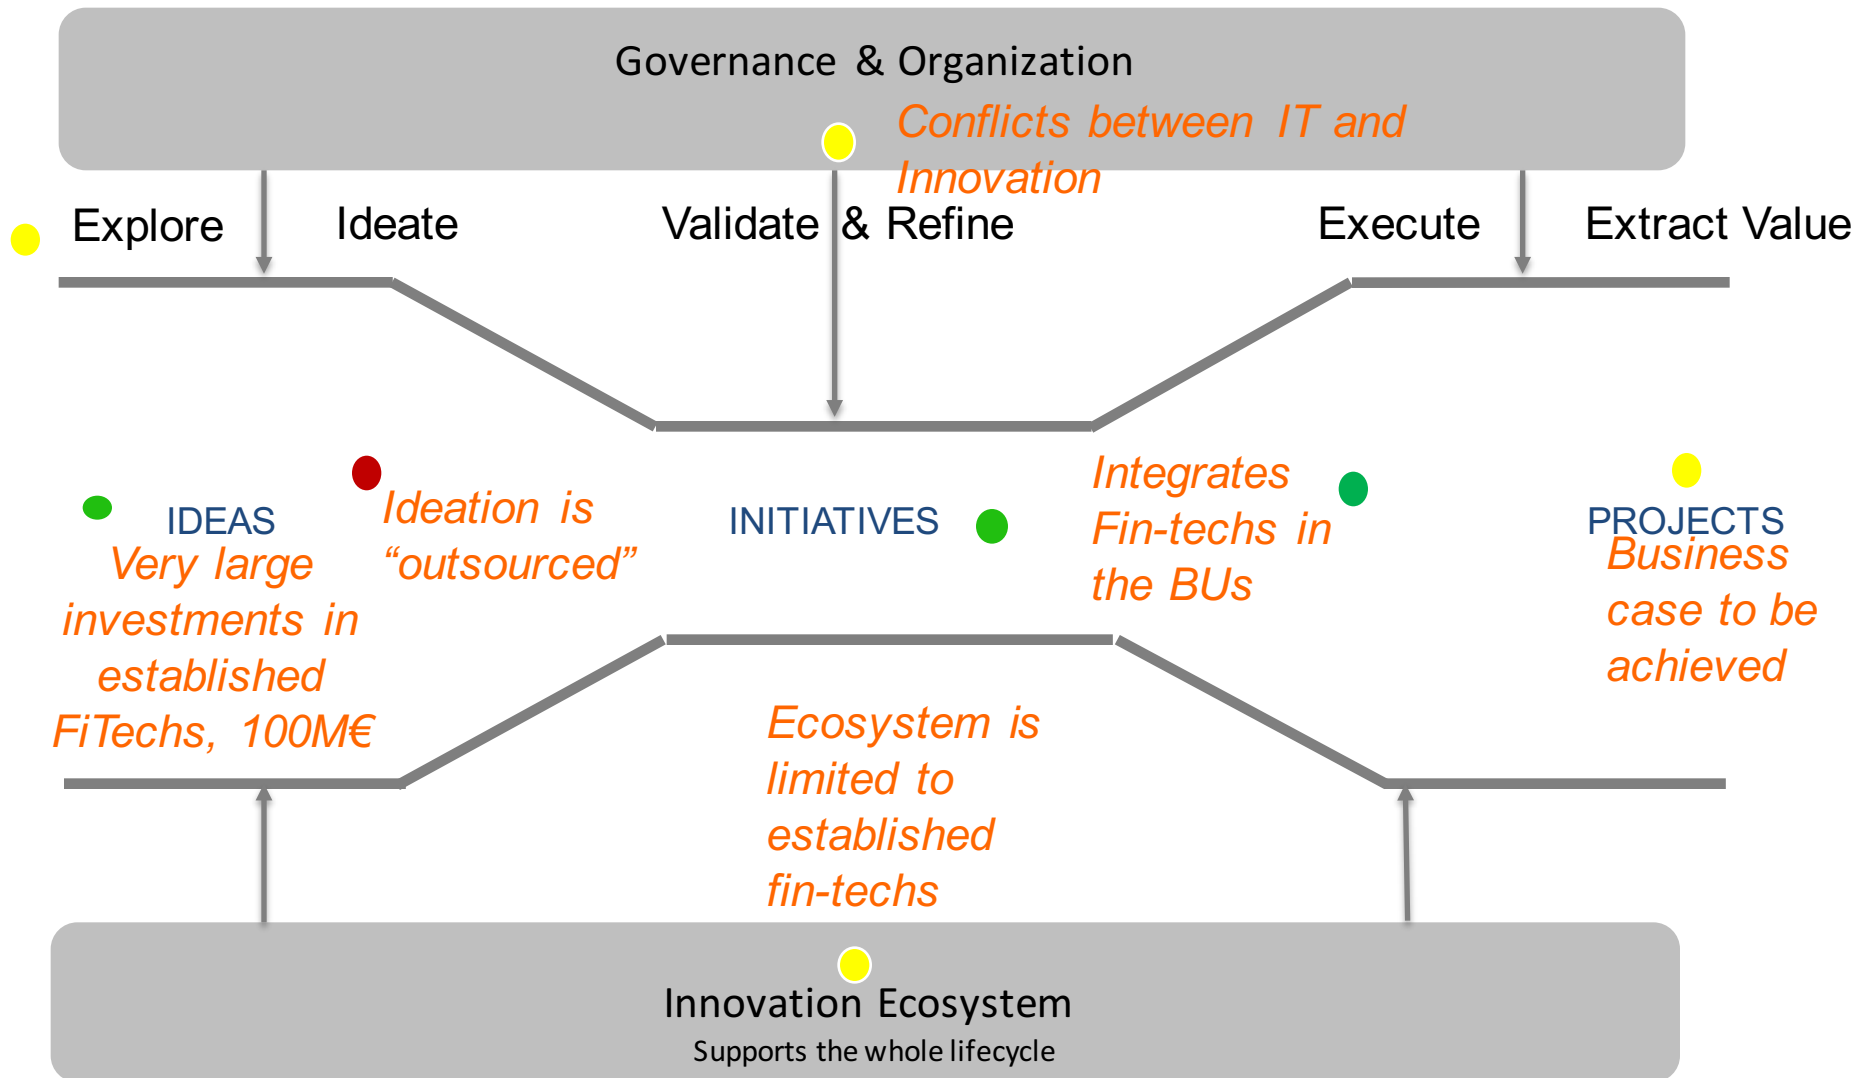 Governance & Organization
Conflicts between IT and
Innovation
Explore
Ideate
Validate & Refine
Execute
Extract Value
IDEAS
Very large
investments in
established
FiTechs, 100M€
Ideation is
“outsourced”
INITIATIVES
Integrates
Fin-techs in
the BUs
PROJECTS
Business
case to be
achieved
Ecosystem is
limited to
established
fin-techs
Innovation Ecosystem
Supports the whole lifecycle